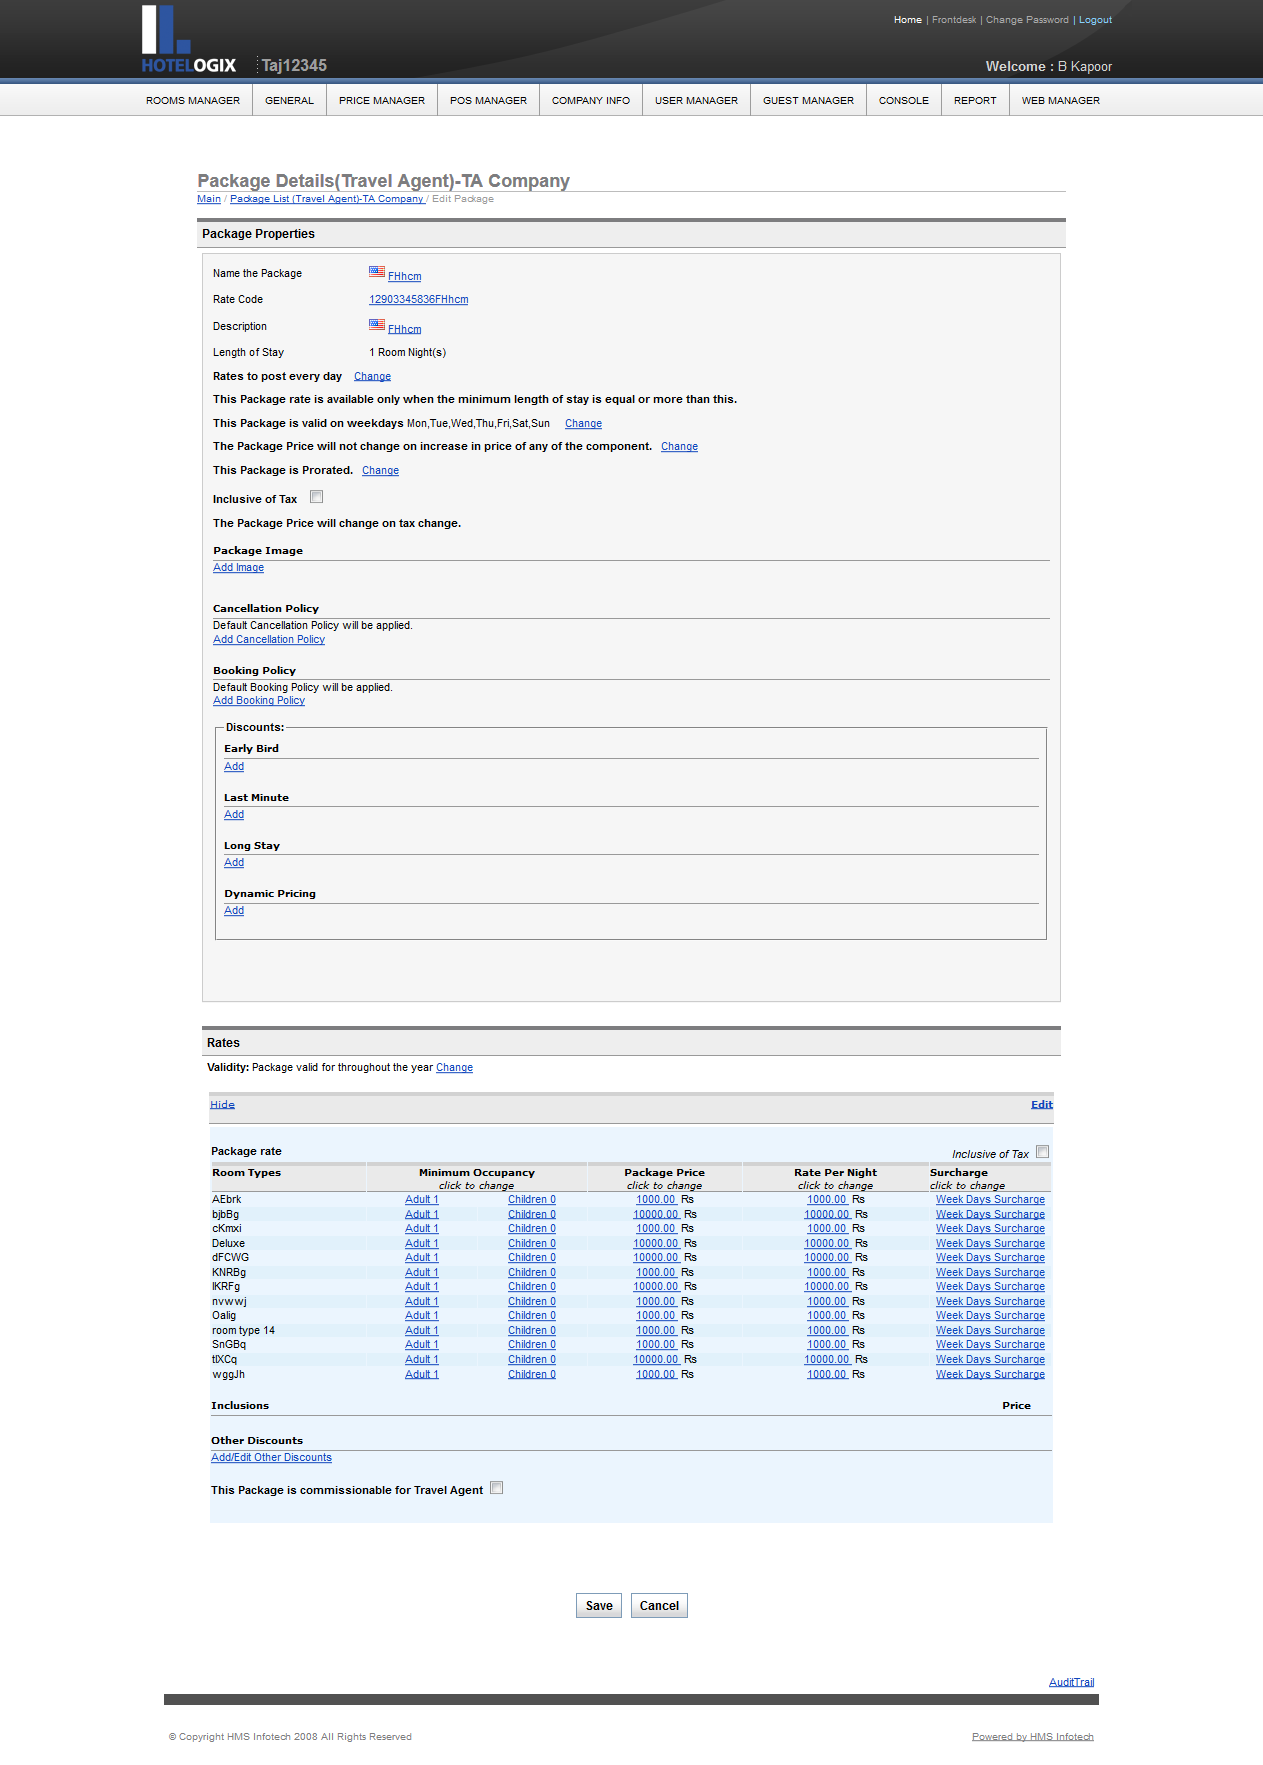 Home | Frontdesk | Change Password | Logout
HOTELOGIX Taj12345
Welcome : B Kapoor
ROOMS MANAGER GENERAL PRICE MANAGER POS MANAGER COMPANY INFO USER MANAGER GUEST MANAGER CONSOLE REPORT WEB MANAGER
Package Details(Travel Agent)-TA Company
Main / Package List (Travel Agent)-TA Company / Edit Package
Package Properties
Name the Package FHhcm
Rate Code 12903345836FHhcm
Description FHhcm
Length of Stay 1 Room Night(s)
Rates to post every day Change
This Package rate is available only when the minimum length of stay is equal or more than this.
This Package is valid on weekdays Mon,Tue,Wed,Thu,Fri,Sat,Sun Change
The Package Price will not change on increase in price of any of the component. Change
This Package is Prorated. Change
Inclusive of Tax
The Package Price will change on tax change.
Package Image
Add Image
Cancellation Policy
Default Cancellation Policy will be applied.
Add Cancellation Policy
Booking Policy
Default Booking Policy will be applied.
Add Booking Policy
Discounts:
Early Bird
Add
Last Minute
Add
Long Stay
Add
Dynamic Pricing
Add
Rates
Validity: Package valid for throughout the year Change
Hide Edit
Package rate Inclusive of Tax
Room Types Minimum Occupancy Package Price Rate Per Night Surcharge
click to change click to change click to change click to change
AEbrk Adult 1 Children 0 1000.00 Rs 1000.00 Rs Week Days Surcharge
bjbBg Adult 1 Children 0 10000.00 Rs 10000.00 Rs Week Days Surcharge
cKmxi Adult 1 Children 0 1000.00 Rs 1000.00 Rs Week Days Surcharge
Deluxe Adult 1 Children 0 10000.00 Rs 10000.00 Rs Week Days Surcharge
dFCWG Adult 1 Children 0 10000.00 Rs 10000.00 Rs Week Days Surcharge
KNRBg Adult 1 Children 0 1000.00 Rs 1000.00 Rs Week Days Surcharge
lKRFg Adult 1 Children 0 10000.00 Rs 10000.00 Rs Week Days Surcharge
nvwwj Adult 1 Children 0 1000.00 Rs 1000.00 Rs Week Days Surcharge
Oalig Adult 1 Children 0 1000.00 Rs 1000.00 Rs Week Days Surcharge
room type 14 Adult 1 Children 0 1000.00 Rs 1000.00 Rs Week Days Surcharge
SnGBq Adult 1 Children 0 1000.00 Rs 1000.00 Rs Week Days Surcharge
tlXCq Adult 1 Children 0 10000.00 Rs 10000.00 Rs Week Days Surcharge
wggJh Adult 1 Children 0 1000.00 Rs 1000.00 Rs Week Days Surcharge
Inclusions Price
Other Discounts
Add/Edit Other Discounts
This Package is commissionable for Travel Agent
Save Cancel
AuditTrail
© Copyright HMS Infotech 2008 All Rights Reserved Powered by HMS Infotech